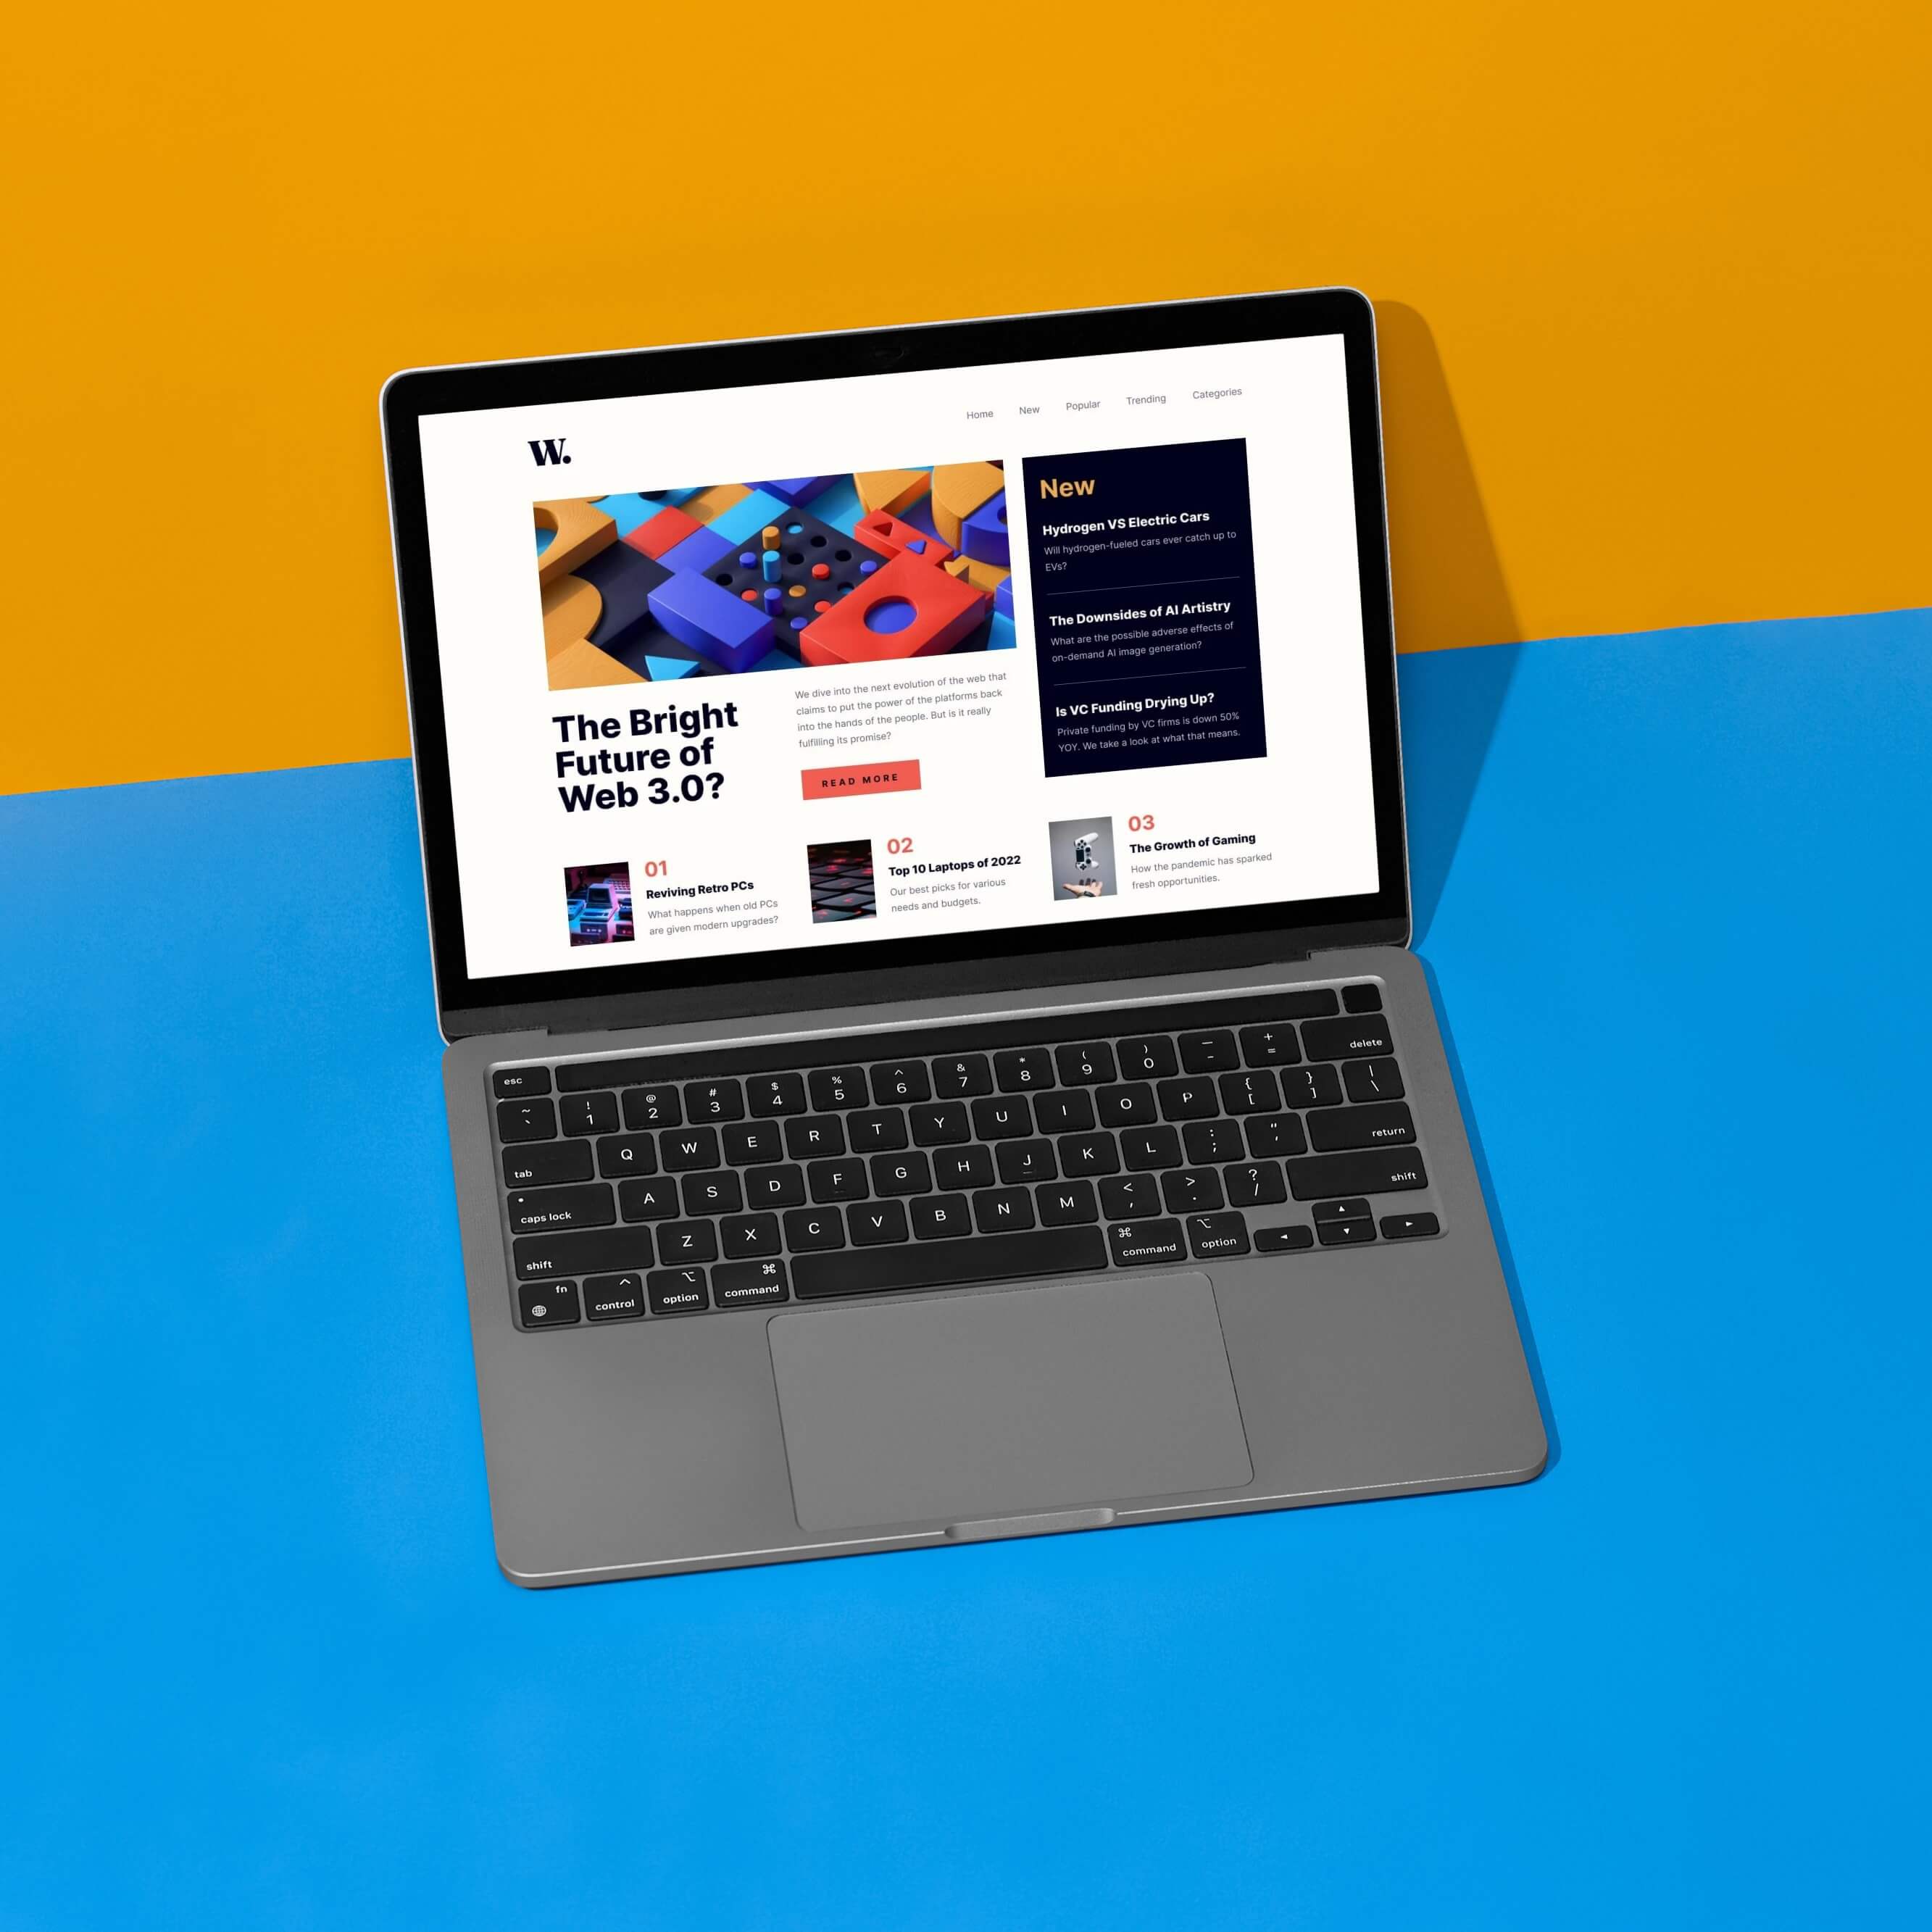 W.
Home New Popular Trending Categories
The Bright
Future of
Web 3.0?
We dive into the next evolution of the web that
claims to put the power of the platforms back
into the hands of the people. But is it really
fulfilling its promise?
READ MORE
New
Hydrogen VS Electric Cars
Will hydrogen-fueled cars ever catch up to
EVs?
The Downsides of AI Artistry
What are the possible adverse effects of
on-demand AI image generation?
Is VC Funding Drying Up?
Private funding by VC firms is down 50%
YOY. We take a look at what that means.
01
Reviving Retro PCs
What happens when old PCs
are given modern upgrades?
02
Top 10 Laptops of 2022
Our best picks for various
needs and budgets.
03
The Growth of Gaming
How the pandemic has sparked
fresh opportunities.
esc
~ ! @ # $ % ^ & * ( ) — +
` 1 2 3 4 5 6 7 8 9 0 - = delete
tab Q W E R T Y U I O P { [ } ] | \
caps lock A S D F G H J K L : ; " ' return
shift Z X C V B N M < , > . ? / shift
fn ^ control ⌥ option ⌘ command ⌘ command ⌥ option ◄ ▲ ▼ ►